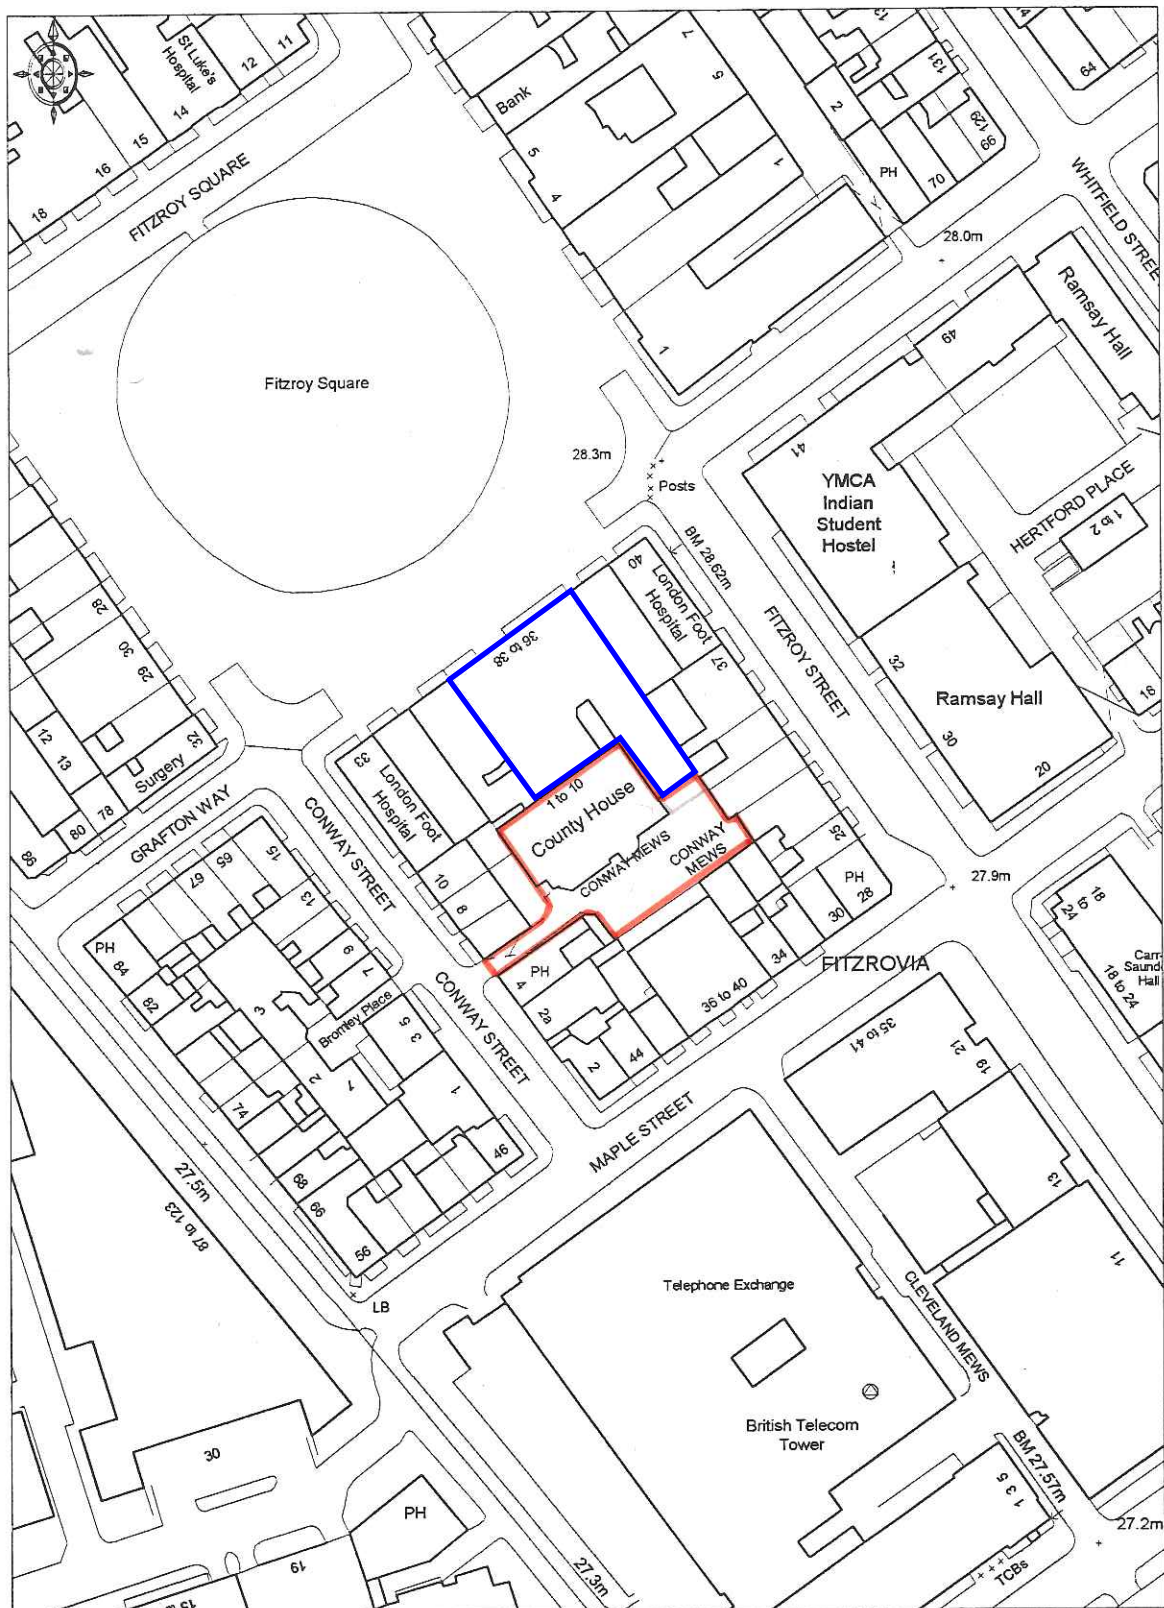 St Luke's
Hospital
11
12
14
15
16
18
FITZROY SQUARE
Bank
7
6
5
4
1
1
13
131
2
129
99
PH
70
64
WHITFIELD STREET
28.0m
Ramsay Hall
49
Fitzroy Square
28.3m
Posts
41
YMCA
Indian
Student
Hostel
HERTFORD PLACE
1 to 2
BM 28.62m
40
London Foot
Hospital
37
FITZROY STREET
32
Ramsay Hall
30
20
18
36 to 38
28
30
29
32
Surgery
12
13
78
80
86
GRAFTON WAY
33
London Foot
Hospital
CONWAY STREET
10
8
1 to 10
County House
CONWAY MEWS
CONWAY
MEWS
25
PH
28
30
34
27.9m
FITZROVIA
36 to 40
PH
4
2a
2
44
65
67
15
13
PH
84
82
9
7
3
Bromley Place
5
3
2
7
1
74
46
68
66
56
CONWAY STREET
MAPLE STREET
27.5m
87 to 123
LB
24
19
18
18 to 24
Hall
35 to 41
21
19
13
11
Telephone Exchange
CLEVELAND MEWS
British Telecom
Tower
30
PH
19
15
27.3m
BM 27.57m
1 3 5
TCBs
27.2m